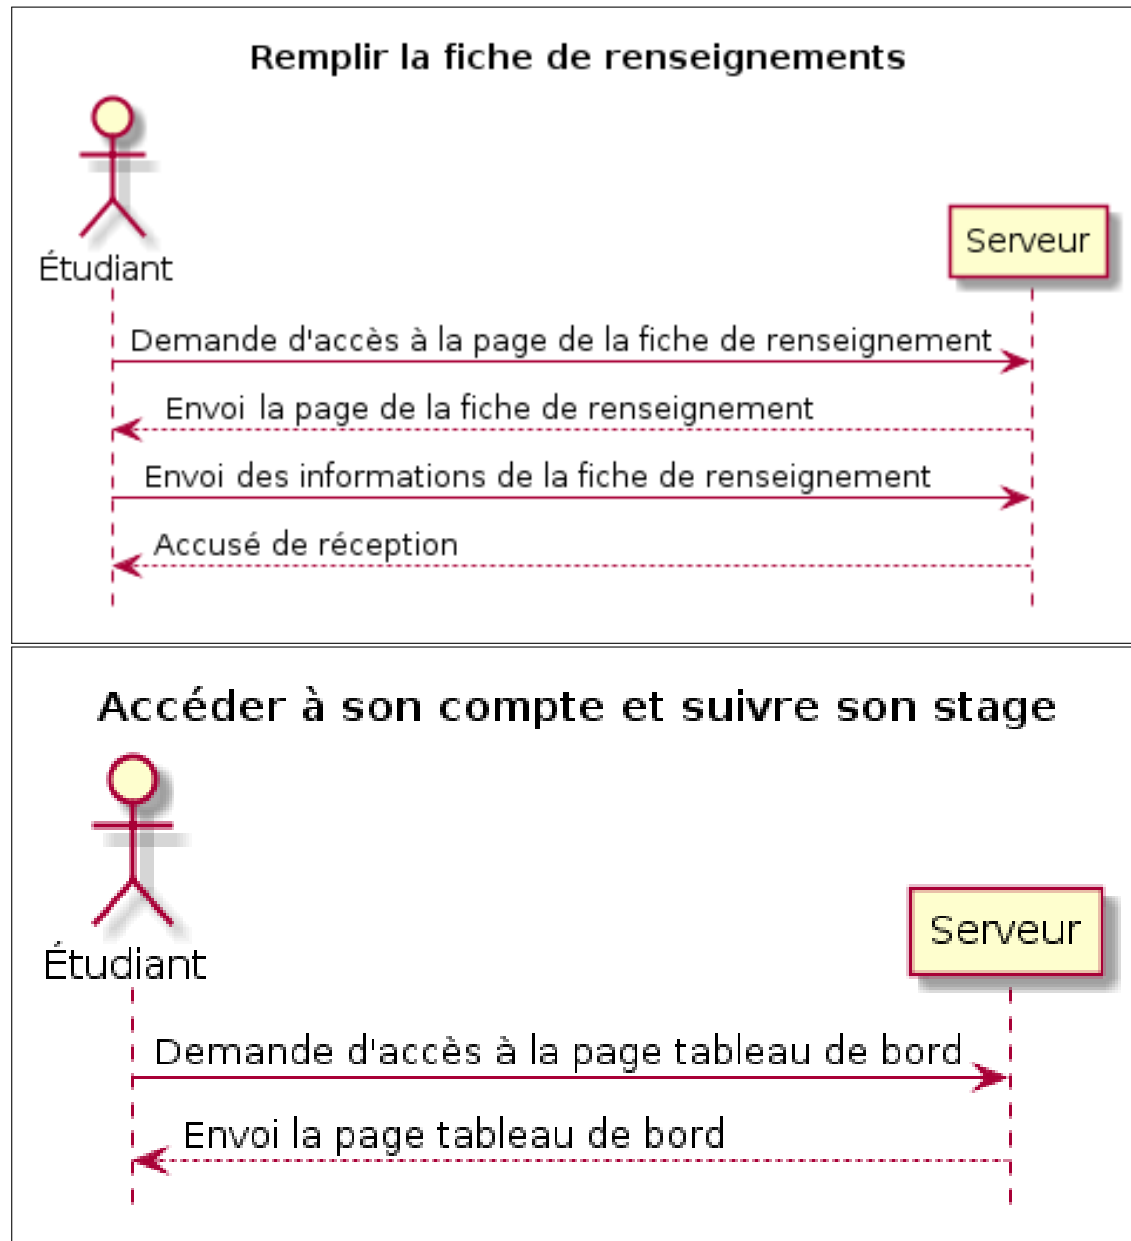 Remplir la fiche de renseignements
Étudiant
Serveur
Demande d'accès à la page de la fiche de renseignement
Envoi la page de la fiche de renseignement
Envoi des informations de la fiche de renseignement
Accusé de réception
Accéder à son compte et suivre son stage
Étudiant
Serveur
Demande d'accès à la page tableau de bord
Envoi la page tableau de bord